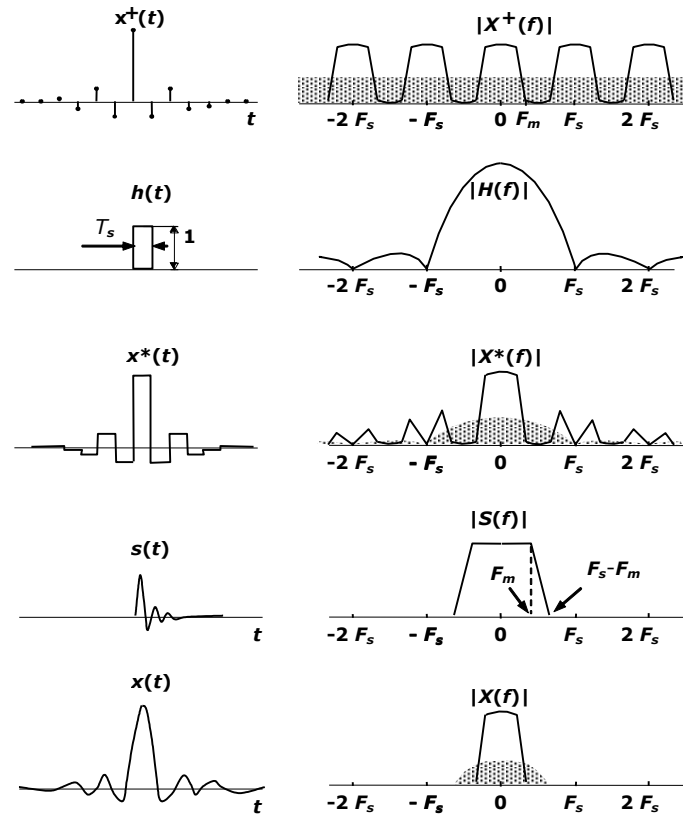 x⁺(t)
|X⁺(f)|
t
-2 Fₛ - Fₛ 0 Fₘ Fₛ 2 Fₛ
h(t)
|H(f)|
Tₛ
1
-2 Fₛ - Fₛ 0 Fₛ 2 Fₛ
x*(t)
|X*(f)|
-2 Fₛ - Fₛ 0 Fₛ 2 Fₛ
|S(f)|
s(t)
Fₘ
Fₛ-Fₘ
t
-2 Fₛ - Fₛ 0 Fₛ 2 Fₛ
x(t)
|X(f)|
t
-2 Fₛ - Fₛ 0 Fₛ 2 Fₛ